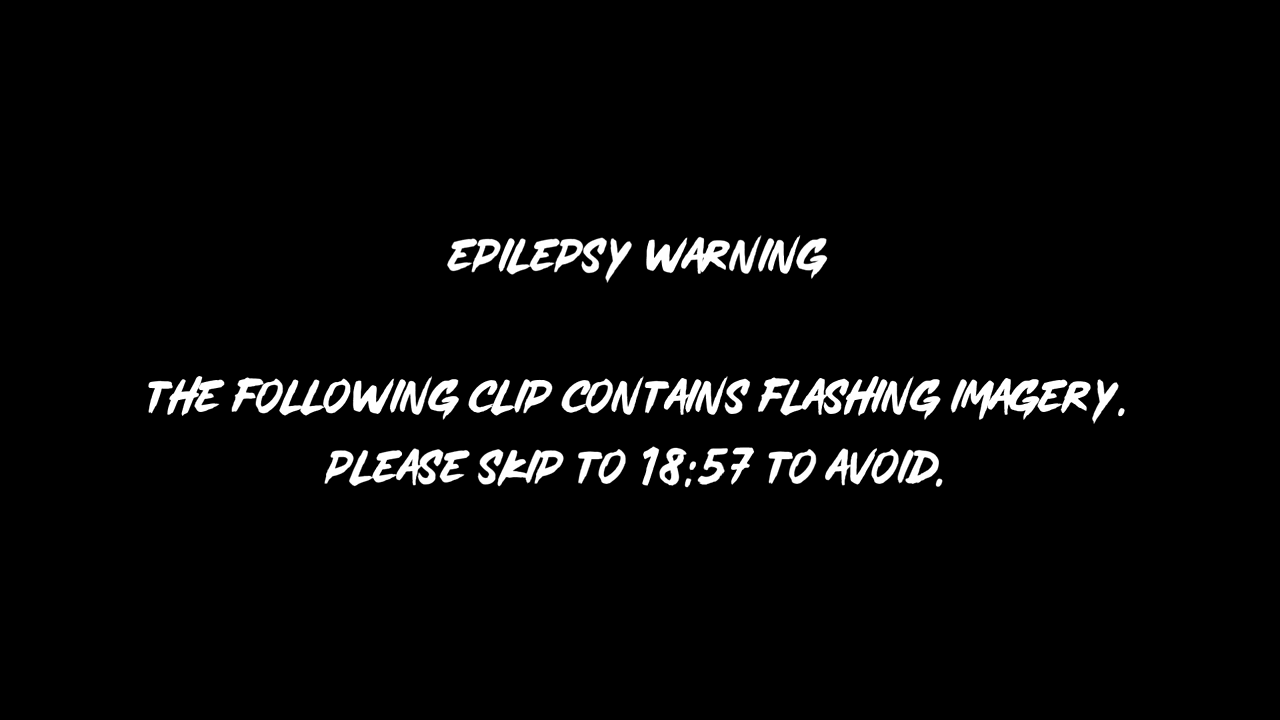 EPILEPSY WARNING
THE FOLLOWING CLIP CONTAINS FLASHING IMAGERY.
PLEASE SKIP TO 18:57 TO AVOID.